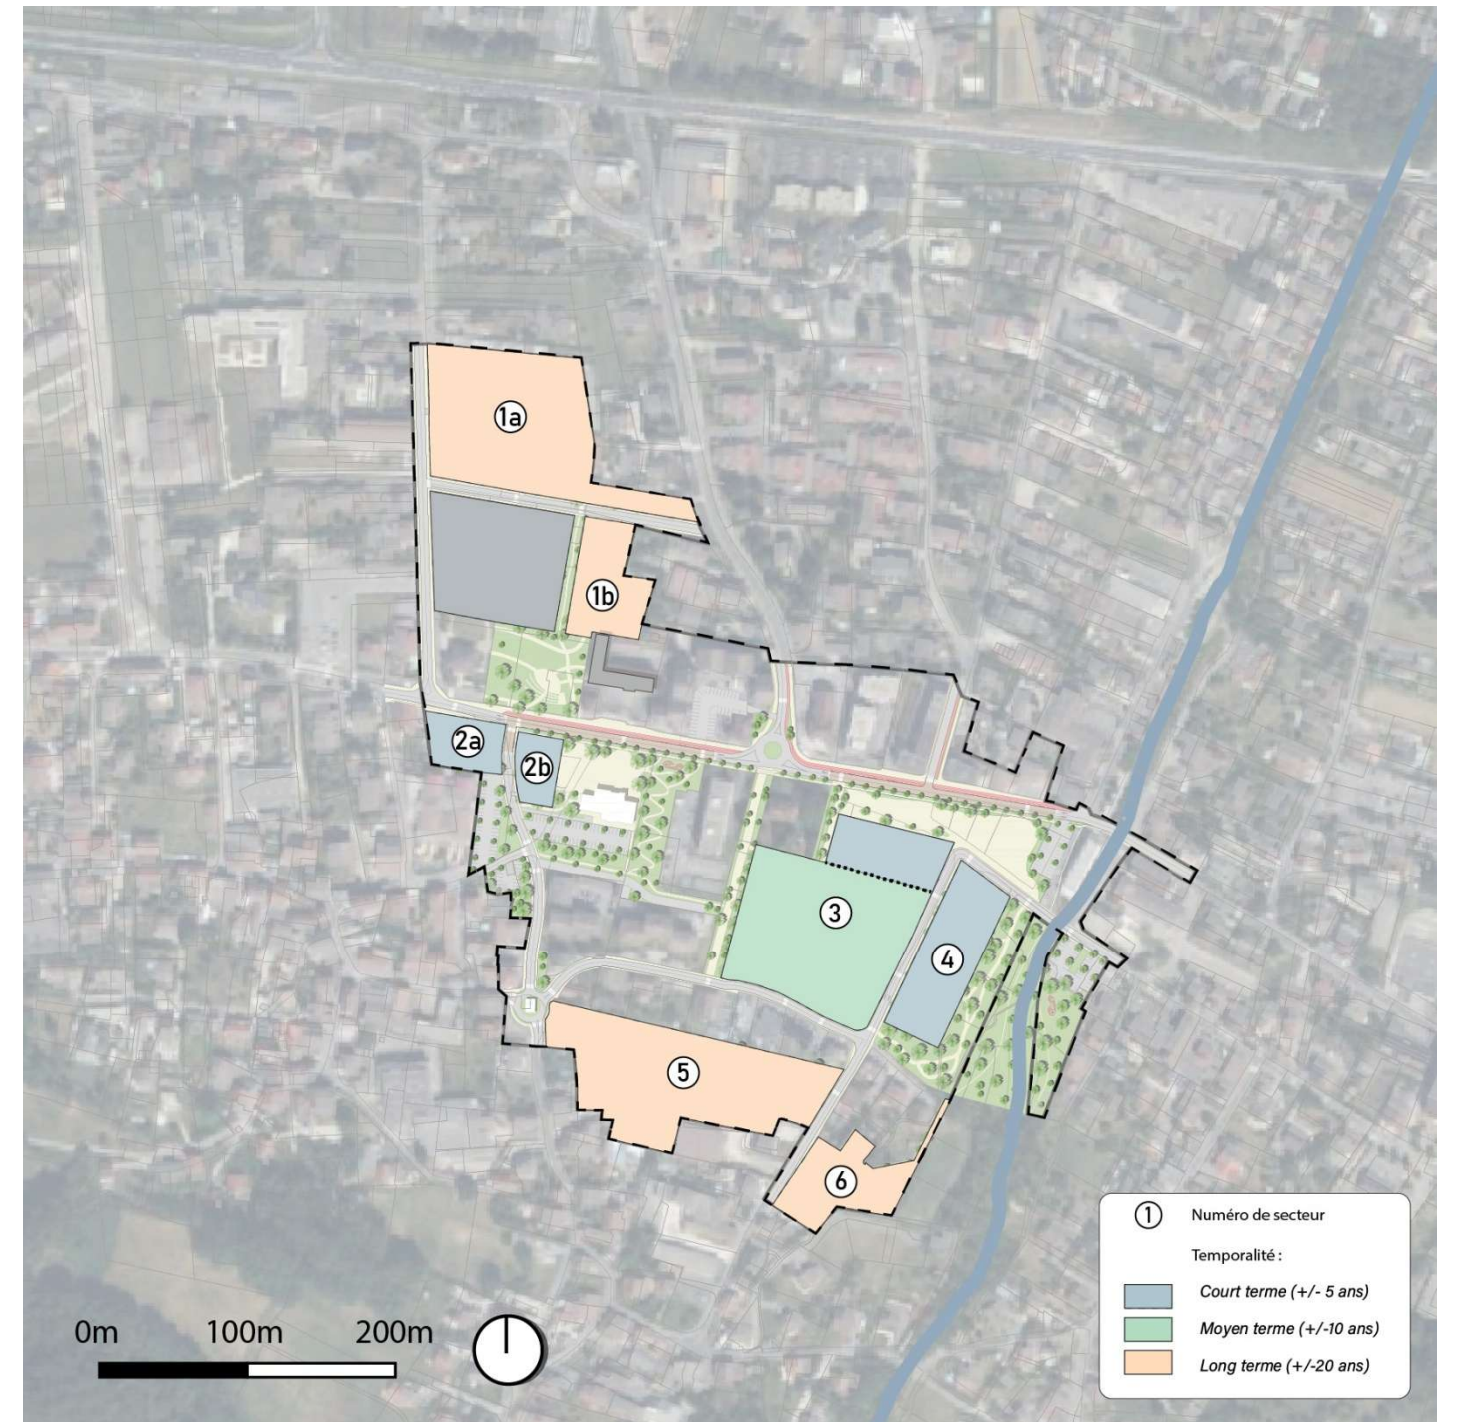 1a
1b
2a
2b
3
4
5
6
0m 100m 200m
1 Numéro de secteur
Temporalité :
Court terme (+/- 5 ans)
Moyen terme (+/-10 ans)
Long terme (+/-20 ans)